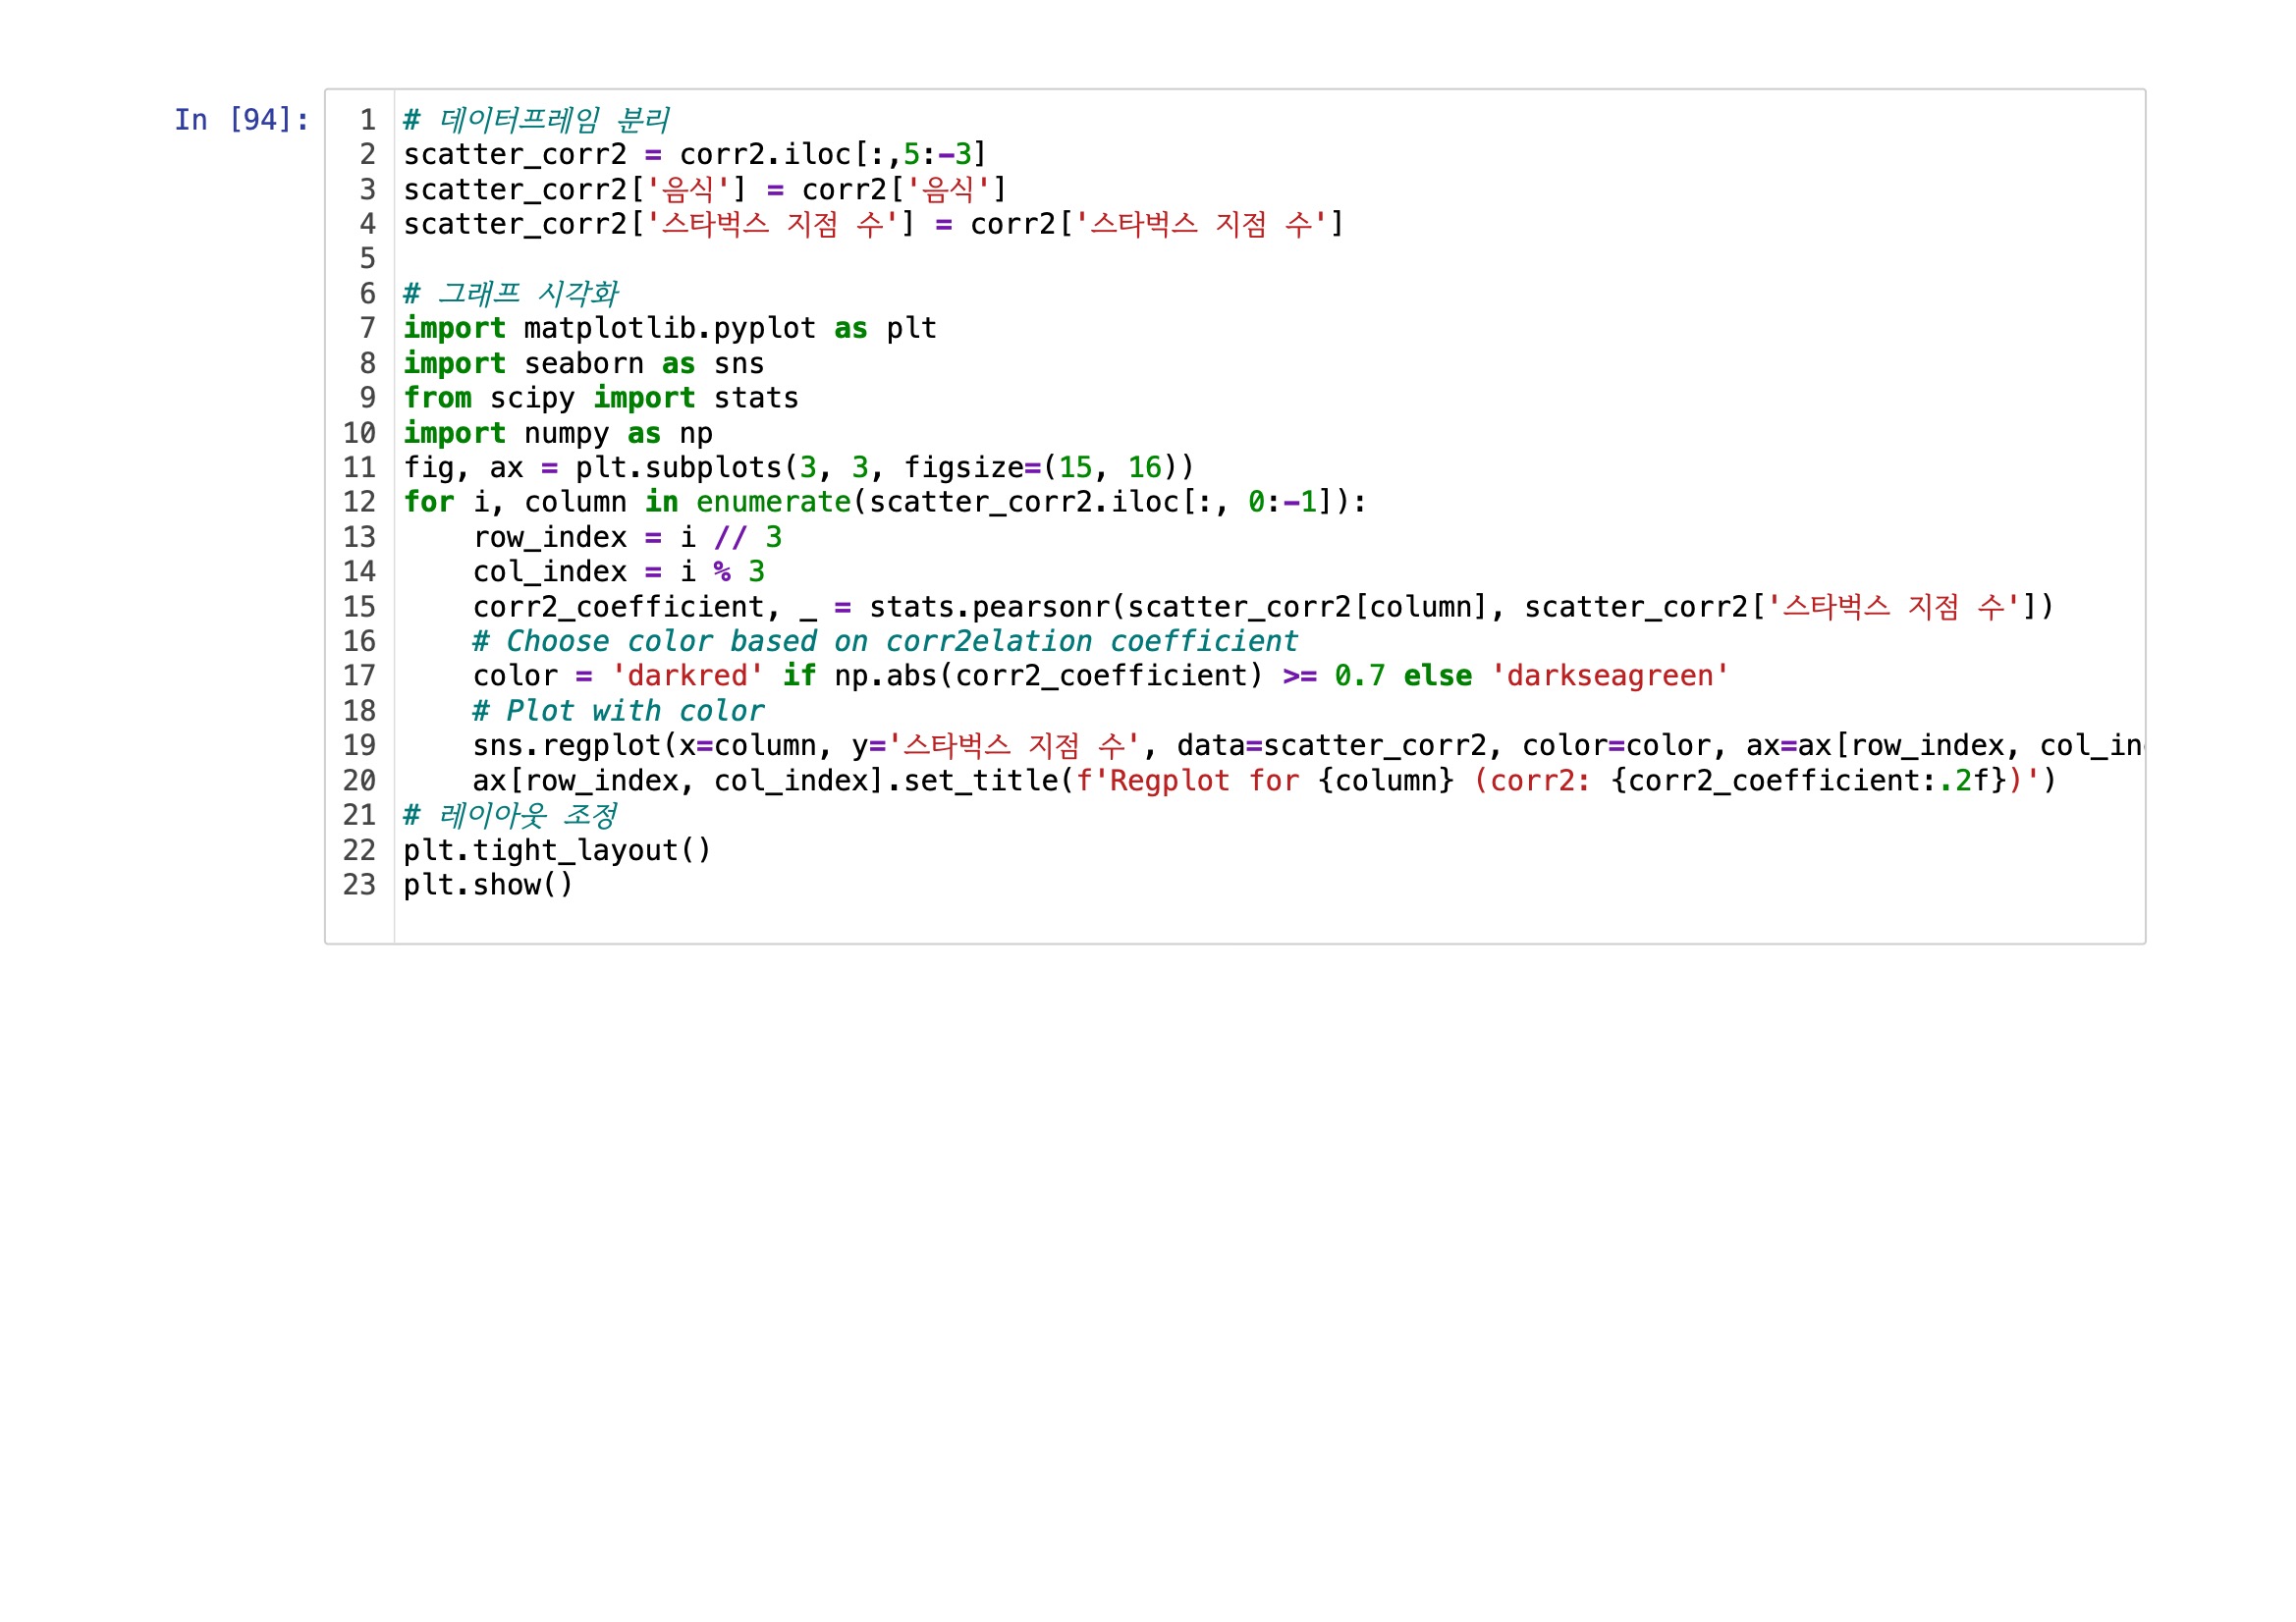 In [94]:
1 # 데이터프레임 분리
2 scatter_corr2 = corr2.iloc[:,5:-3]
3 scatter_corr2['음식'] = corr2['음식']
4 scatter_corr2['스타벅스 지점 수'] = corr2['스타벅스 지점 수']
5
6 # 그래프 시각화
7 import matplotlib.pyplot as plt
8 import seaborn as sns
9 from scipy import stats
10 import numpy as np
11 fig, ax = plt.subplots(3, 3, figsize=(15, 16))
12 for i, column in enumerate(scatter_corr2.iloc[:, 0:-1]):
13     row_index = i // 3
14     col_index = i % 3
15     corr2_coefficient, _ = stats.pearsonr(scatter_corr2[column], scatter_corr2['스타벅스 지점 수'])
16     # Choose color based on corr2elation coefficient
17     color = 'darkred' if np.abs(corr2_coefficient) >= 0.7 else 'darkseagreen'
18     # Plot with color
19     sns.regplot(x=column, y='스타벅스 지점 수', data=scatter_corr2, color=color, ax=ax[row_index, col_in
20     ax[row_index, col_index].set_title(f'Regplot for {column} (corr2: {corr2_coefficient:.2f})')
21 # 레이아웃 조정
22 plt.tight_layout()
23 plt.show()